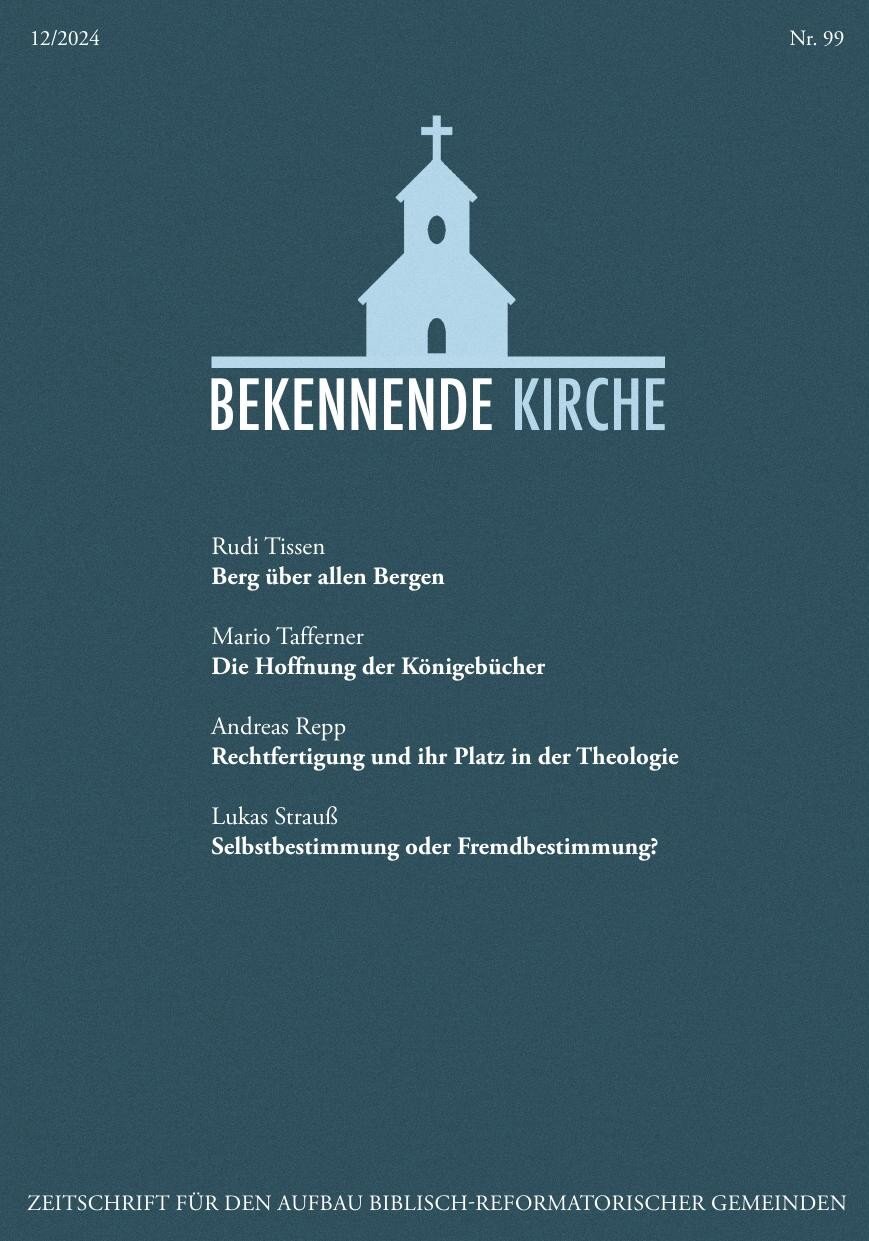 12/2024
Nr. 99
BEKENNENDE KIRCHE
Rudi Tissen
Berg über allen Bergen
Mario Tafferner
Die Hoffnung der Königebücher
Andreas Repp
Rechtfertigung und ihr Platz in der Theologie
Lukas Strauß
Selbstbestimmung oder Fremdbestimmung?
ZEITSCHRIFT FÜR DEN AUFBAU BIBLISCH-REFORMATORISCHER GEMEINDEN